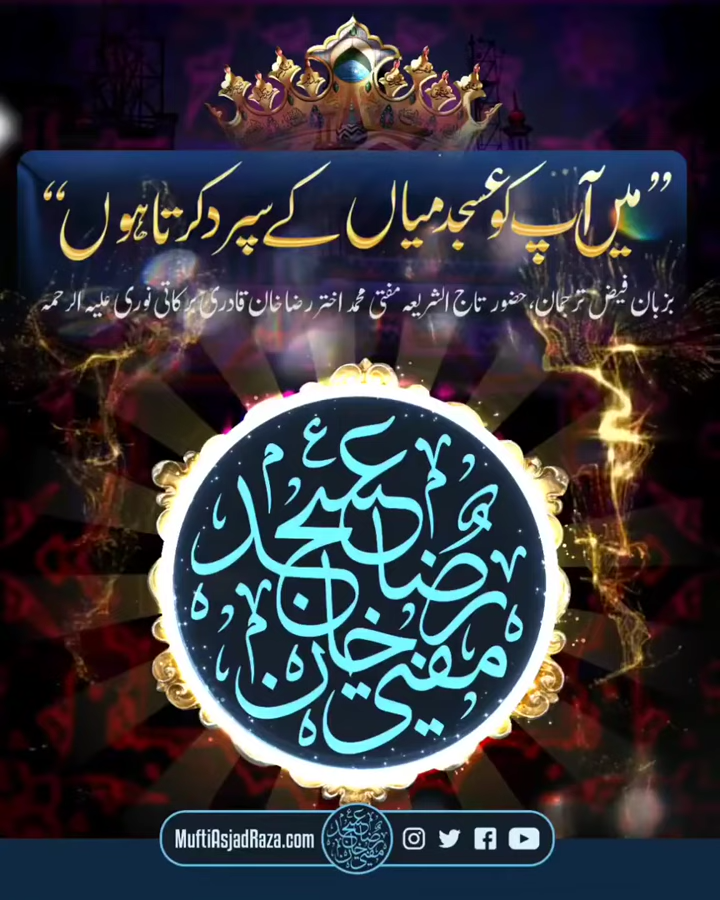 ”میں آپ کو عسجد میاں کے سپرد کرتا ہوں“
بزبان فیض ترجمان، حضور تاج الشریعہ مفتی محمد اختر رضا خان قادری برکاتی نوری علیہ الرحمہ
مفتی عسجد رضا خان
MuftiAsjadRaza.com